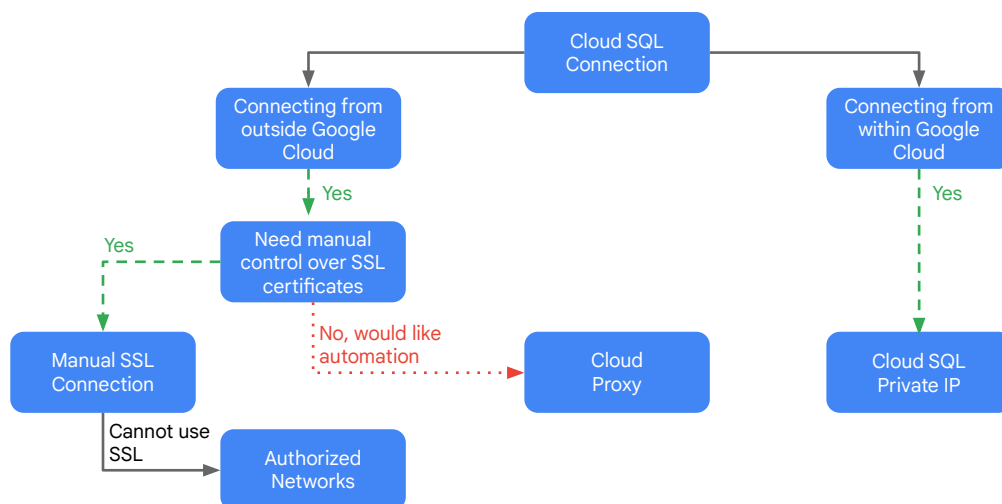 Cloud SQL
Connection
Connecting from
outside Google
Cloud
Connecting from
within Google
Cloud
Yes
Yes
Need manual
control over SSL
certificates
Yes
No, would like
automation
Manual SSL
Connection
Cloud
Proxy
Cloud SQL
Private IP
Cannot use
SSL
Authorized
Networks